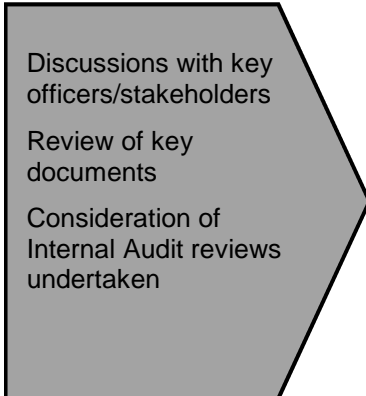 Discussions with key
officers/stakeholders
Review of key
documents
Consideration of
Internal Audit reviews
undertaken